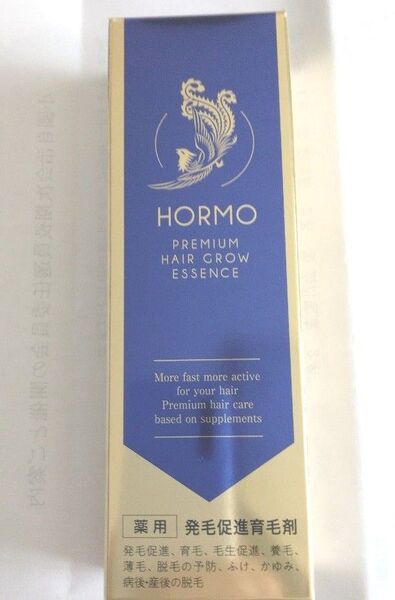 HORMO
PREMIUM
HAIR GROW
ESSENCE
More fast more active
for your hair
Premium hair care
based on supplements
薬用 発毛促進育毛剤
発毛促進、育毛、毛生促進、養毛、
薄毛、脱毛の予防、ふけ、かゆみ、
病後・産後の脱毛